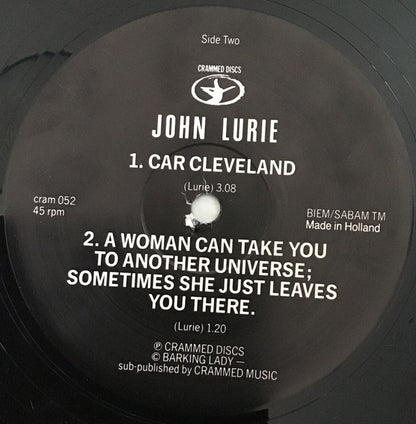 Side Two
CRAMMED DISCS
JOHN LURIE
1. CAR CLEVELAND
(Lurie) 3.08
cram 052
45 rpm
BIEM/SABAM TM
Made in Holland
2. A WOMAN CAN TAKE YOU
TO ANOTHER UNIVERSE;
SOMETIMES SHE JUST LEAVES
YOU THERE.
(Lurie) 1.20
℗ CRAMMED DISCS
© BARKING LADY —
sub-published by CRAMMED MUSIC